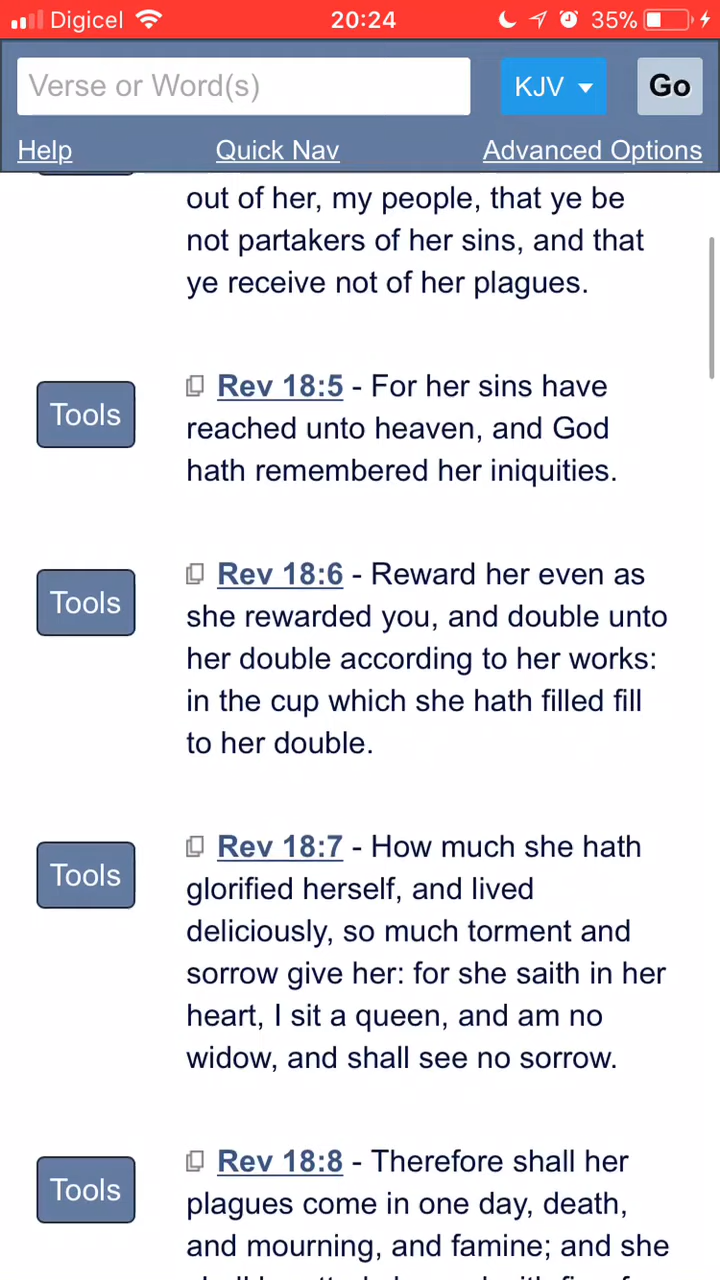 Digicel 20:24 35%
Verse or Word(s) KJV Go
Help Quick Nav Advanced Options
out of her, my people, that ye be
not partakers of her sins, and that
ye receive not of her plagues.
Tools
Rev 18:5 - For her sins have
reached unto heaven, and God
hath remembered her iniquities.
Tools
Rev 18:6 - Reward her even as
she rewarded you, and double unto
her double according to her works:
in the cup which she hath filled fill
to her double.
Tools
Rev 18:7 - How much she hath
glorified herself, and lived
deliciously, so much torment and
sorrow give her: for she saith in her
heart, I sit a queen, and am no
widow, and shall see no sorrow.
Tools
Rev 18:8 - Therefore shall her
plagues come in one day, death,
and mourning, and famine; and she